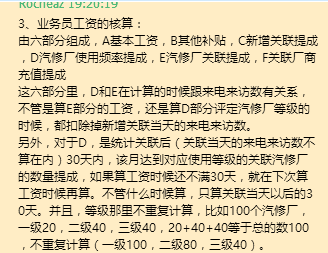 Rocheaz 19:20:19
3、业务员工资的核算：
由六部分组成，A基本工资，B其他补贴，C新增关联提成
，D汽修厂使用频率提成，E汽修厂关联提成，F关联厂商
充值提成
这六部分里，D和E在计算的时候跟来电来访数有关系，
不管是算E部分的工资，还是算D部分评定汽修厂等级的
时候，都扣除掉新增关联当天的来电来访数。
另外，对于D，是统计关联后（关联当天的来电来访不
算在内）30天内，该月达到对应使用等级的关联汽修厂
的数量提成，如果算工资时候还不满30天，就在下次算
工资时候再算。不管什么时候算，只算关联当天以后的3
0天。并且，等级那里不重复计算，比如100个汽修厂，
一级20，二级40，三级40，20+40+40等于总的数100
，不重复计算（一级100，二级80，三级40）。